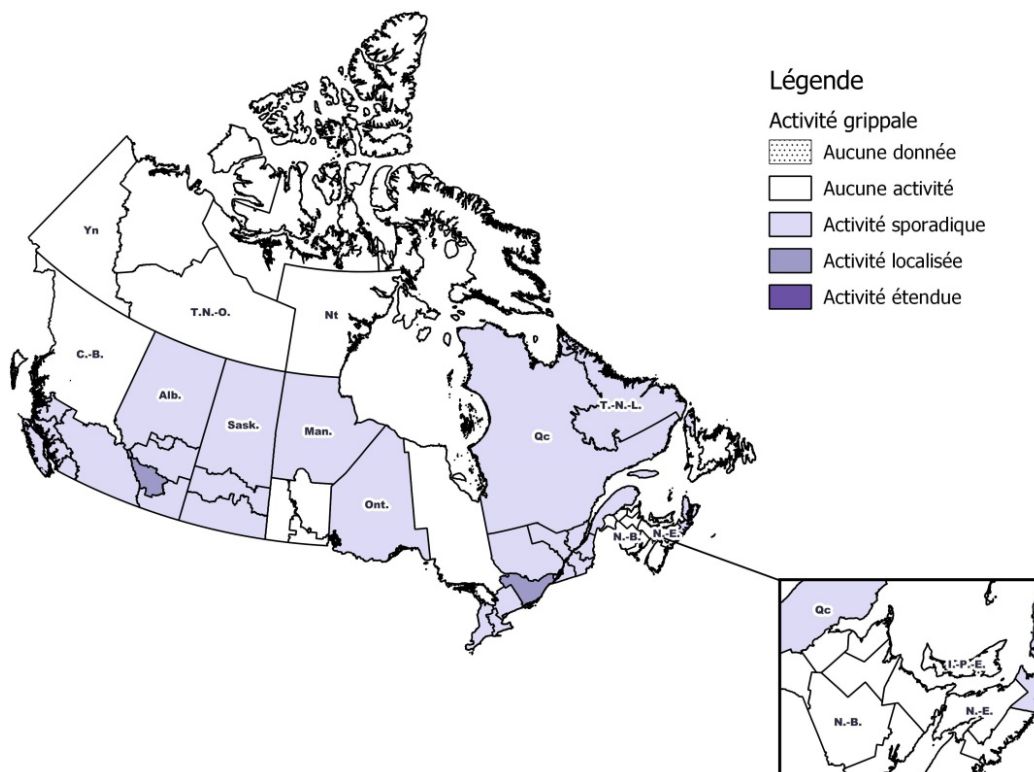 Légende
Activité grippale
Aucune donnée
Aucune activité
Activité sporadique
Activité localisée
Activité étendue
Yn
T.N.-O.
Nt
C.-B.
Alb.
Sask.
Man.
Ont.
Qc
T.-N.-L.
N.-B.
N.-E.
Qc
I.-P.-E.
N.-B.
N.-E.